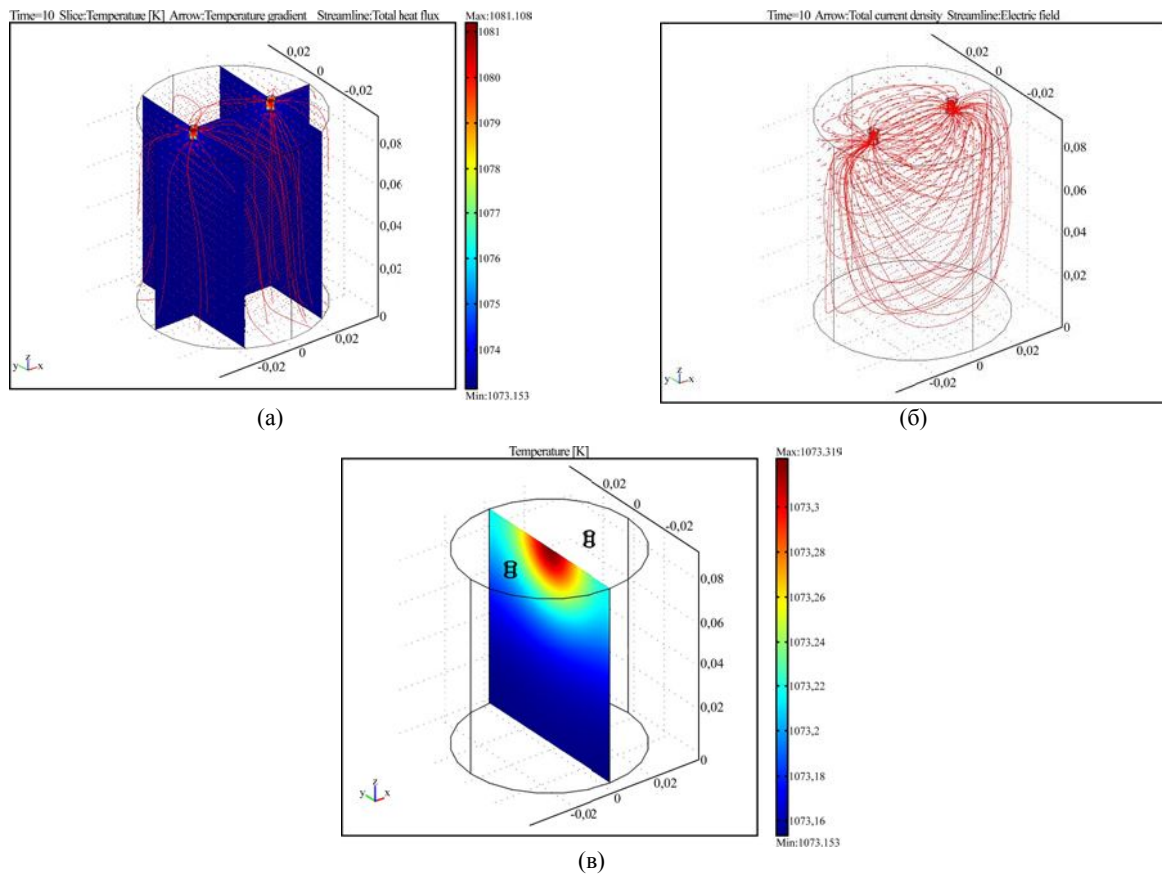 Time=10 Slice:Temperature [K] Arrow:Temperature gradient Streamline:Total heat flux
Max:1081.108
1081
1080
1079
1078
1077
1076
1075
1074
Min:1073.153
0,02
0
-0,02
0,08
0,06
0,04
0,02
0
0,02
0
-0,02
z
y
x
(а)
Time=10 Arrow:Total current density Streamline:Electric field
0,02
0
-0,02
0,08
0,06
0,04
0,02
0
0,02
0
-0,02
z
y
x
(б)
Temperature [K]
Max:1073.319
1073,3
1073,28
1073,26
1073,24
1073,22
1073,2
1073,18
1073,16
Min:1073.153
0,02
0
-0,02
0,08
0,06
0,04
0,02
0
0,02
0
-0,02
z
y
x
(в)